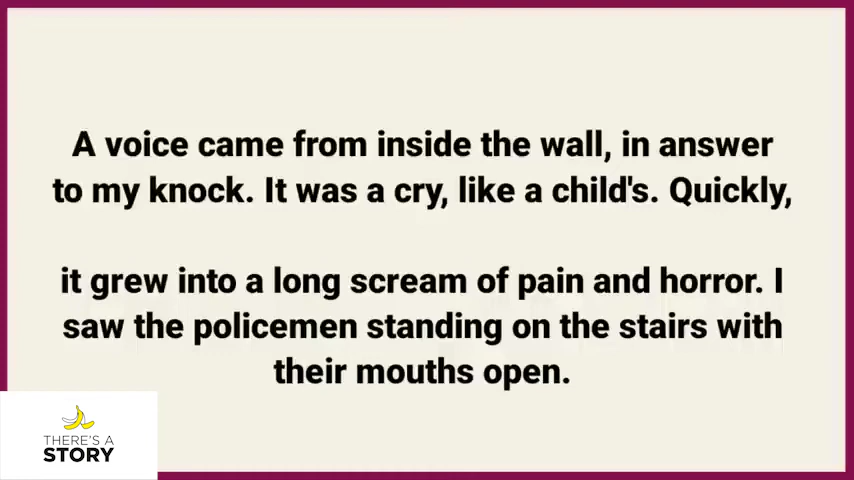 A voice came from inside the wall, in answer
to my knock. It was a cry, like a child's. Quickly,
it grew into a long scream of pain and horror. I
saw the policemen standing on the stairs with
their mouths open.
THERE'S A
STORY